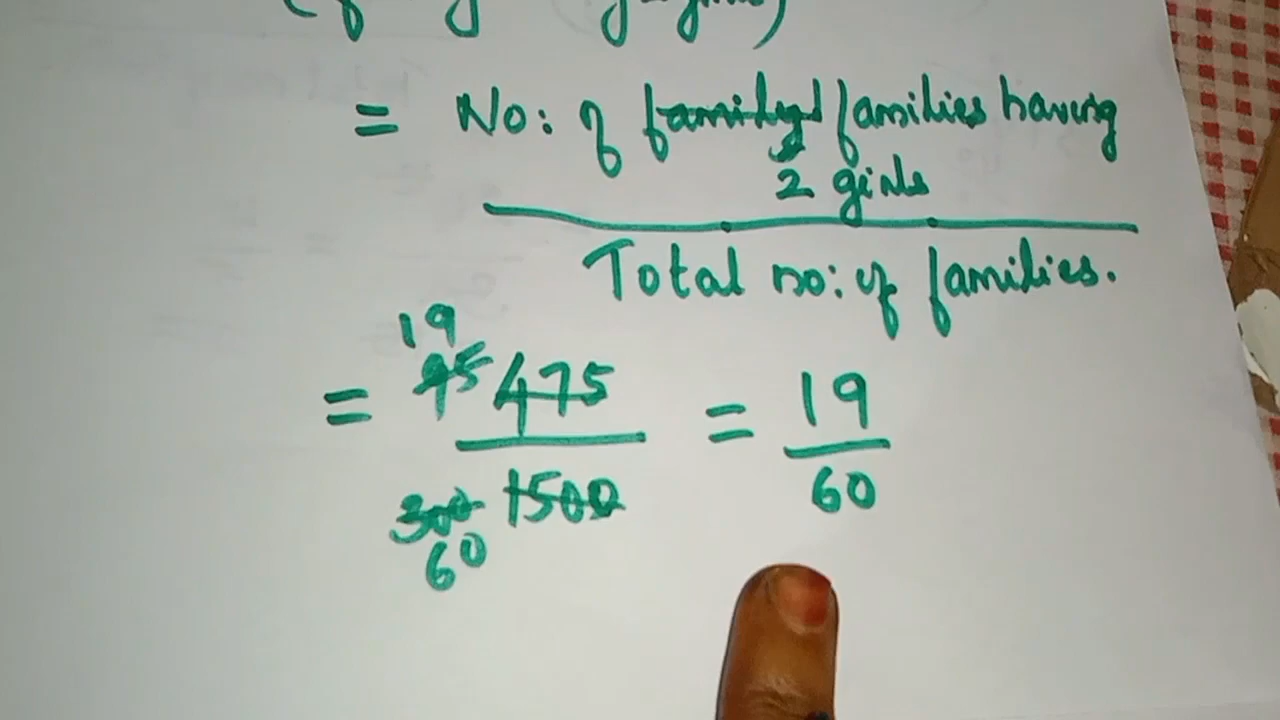 = No: of family families having
2 girls
Total no: of families.
19
= 95 475 = 19
300 1500 60
60